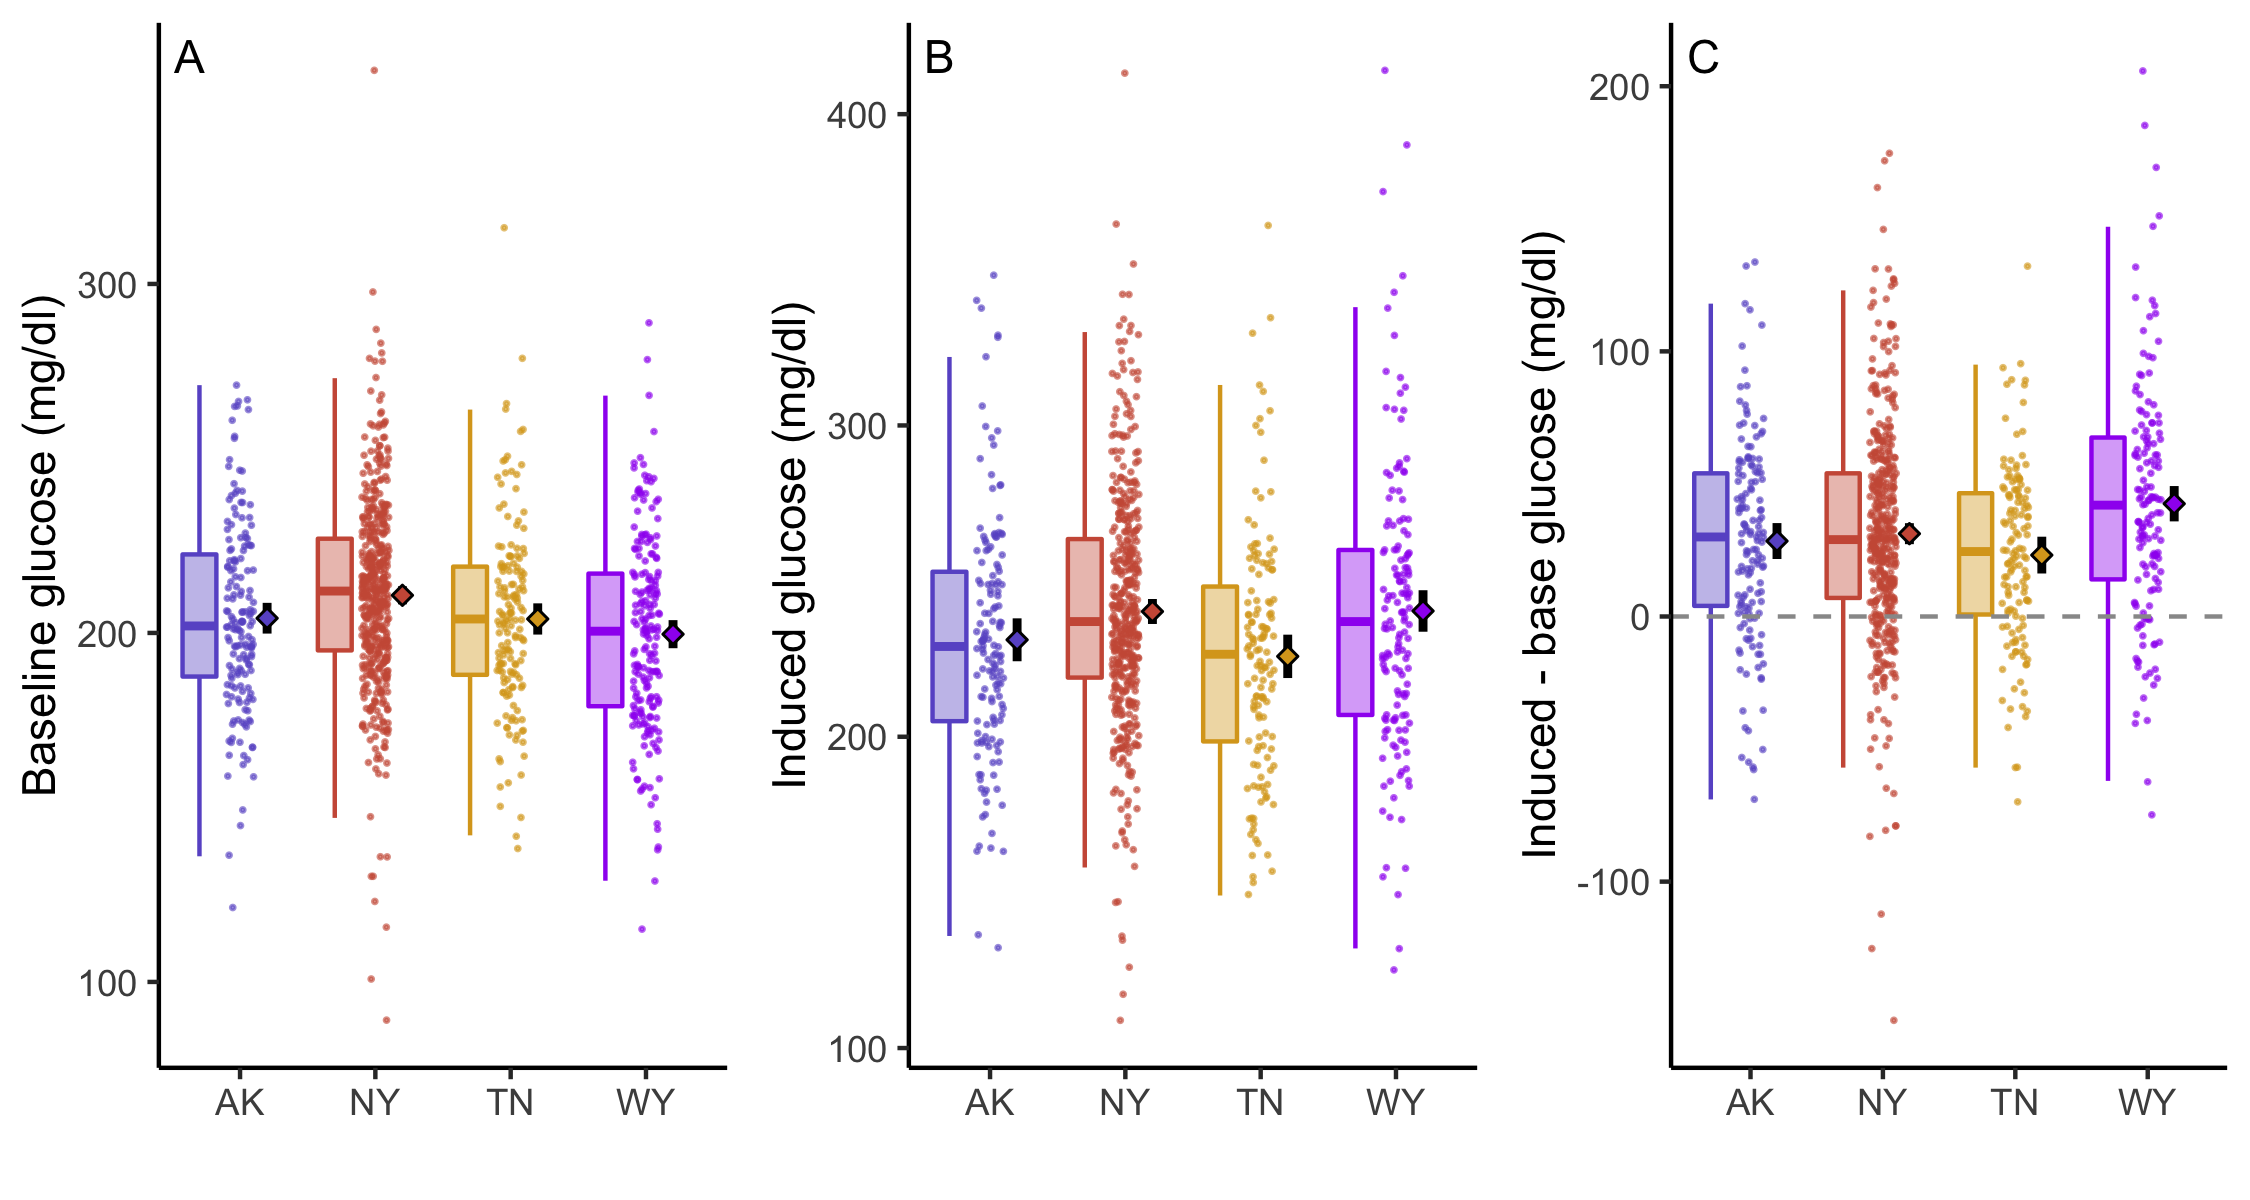 A
Baseline glucose (mg/dl)
300
200
100
AK NY TN WY
B
Induced glucose (mg/dl)
400
300
200
100
AK NY TN WY
C
Induced - base glucose (mg/dl)
200
100
0
-100
AK NY TN WY